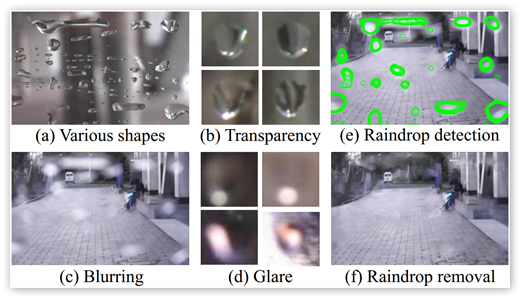 (a) Various shapes
(b) Transparency
(e) Raindrop detection
(c) Blurring
(d) Glare
(f) Raindrop removal